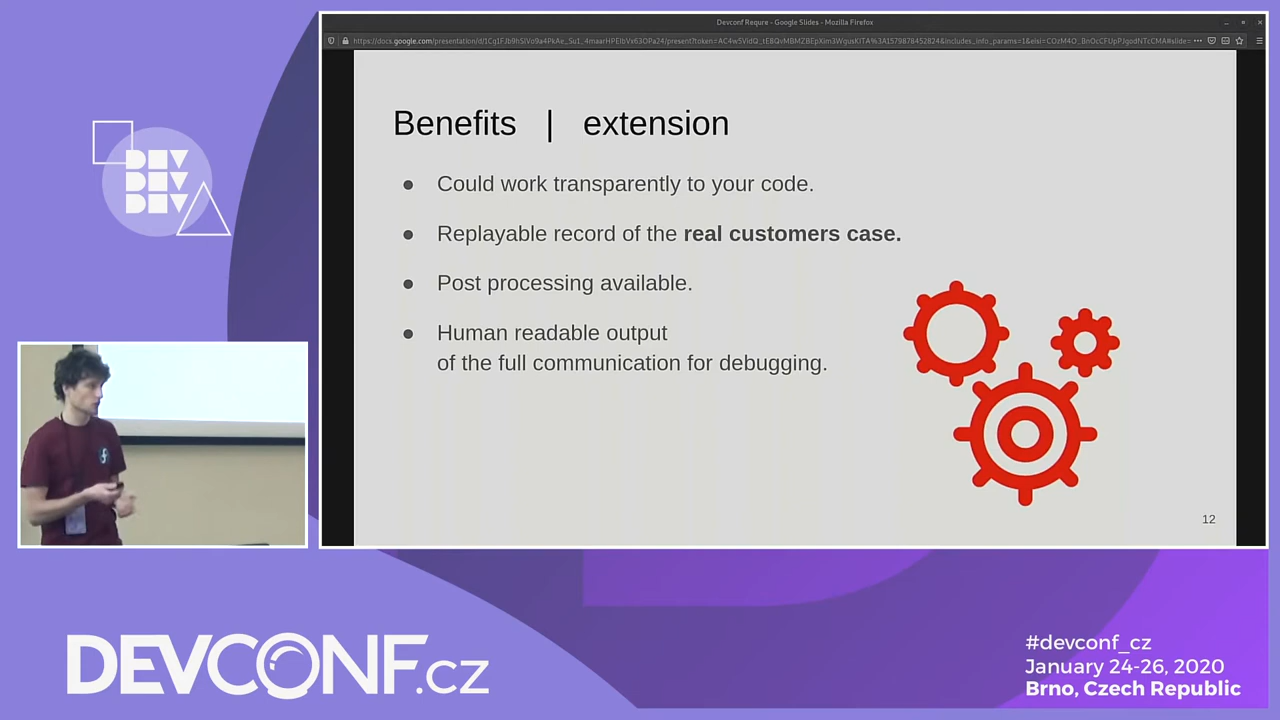 Devconf Requre - Google Slides - Mozilla Firefox
Benefits | extension
● Could work transparently to your code.
● Replayable record of the real customers case.
● Post processing available.
● Human readable output
of the full communication for debugging.
12
DEV
DEV
DEV
DEVCONF.cz
#devconf_cz
January 24-26, 2020
Brno, Czech Republic